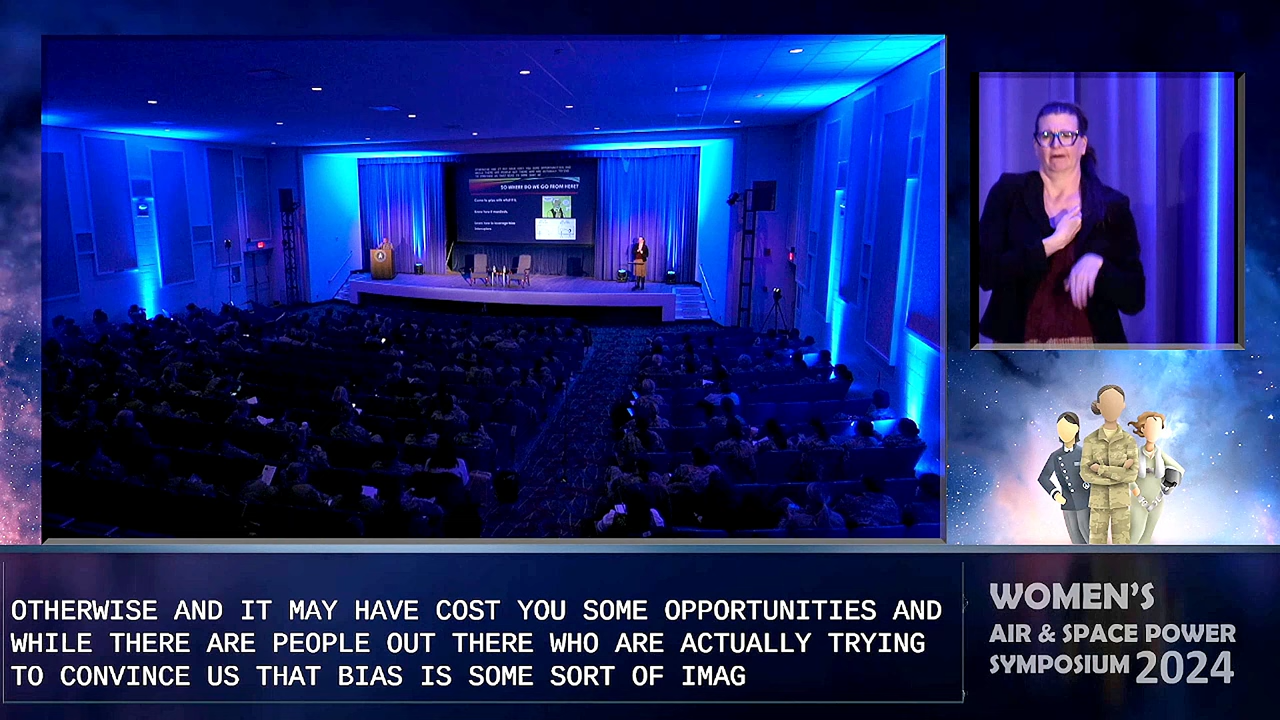 SO WHERE DO WE GO FROM HERE?
OTHERWISE AND IT MAY HAVE COST YOU SOME OPPORTUNITIES AND
WHILE THERE ARE PEOPLE OUT THERE WHO ARE ACTUALLY TRYING
TO CONVINCE US THAT BIAS IS SOME SORT OF IMAG
WOMEN'S
AIR & SPACE POWER
SYMPOSIUM 2024